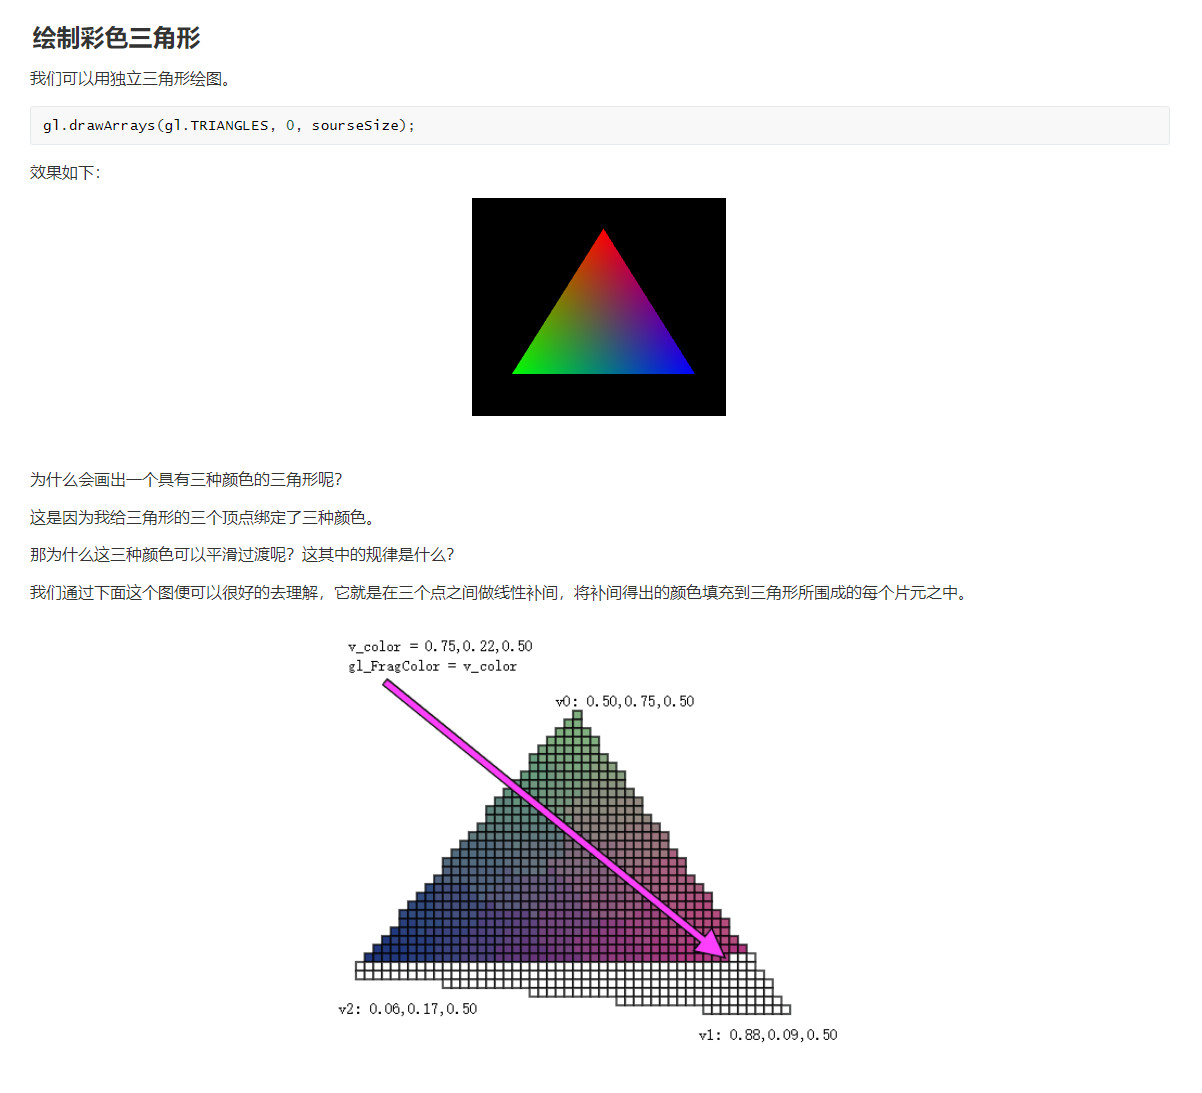 绘制彩色三角形
我们可以用独立三角形绘图。
gl.drawArrays(gl.TRIANGLES, 0, sourseSize);
效果如下：
为什么会画出一个具有三种颜色的三角形呢？
这是因为我给三角形的三个顶点绑定了三种颜色。
那为什么这三种颜色可以平滑过渡呢？这其中的规律是什么？
我们通过下面这个图便可以很好的去理解，它就是在三个点之间做线性补间，将补间得出的颜色填充到三角形所围成的每个片元之中。
v_color = 0.75,0.22,0.50
gl_FragColor = v_color
v0: 0.50,0.75,0.50
v2: 0.06,0.17,0.50
v1: 0.88,0.09,0.50